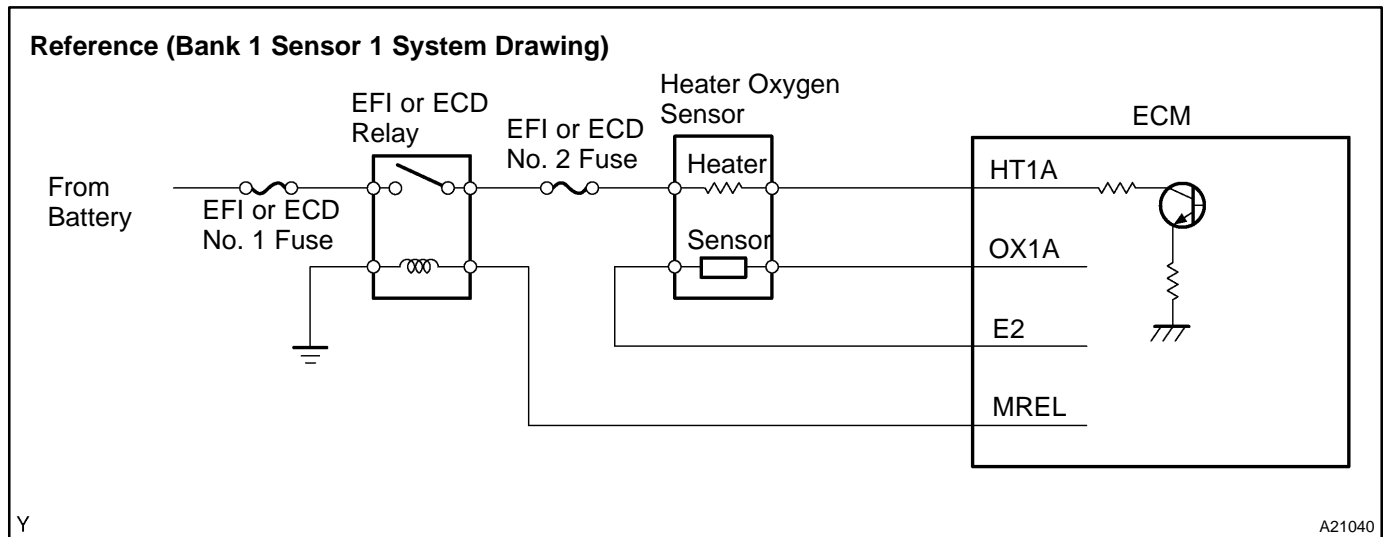 Reference (Bank 1 Sensor 1 System Drawing)
Heater Oxygen
Sensor
EFI or ECD
Relay
EFI or ECD
No. 2 Fuse
ECM
From
Battery
EFI or ECD
No. 1 Fuse
Heater
Sensor
HT1A
OX1A
E2
MREL
Y
A21040